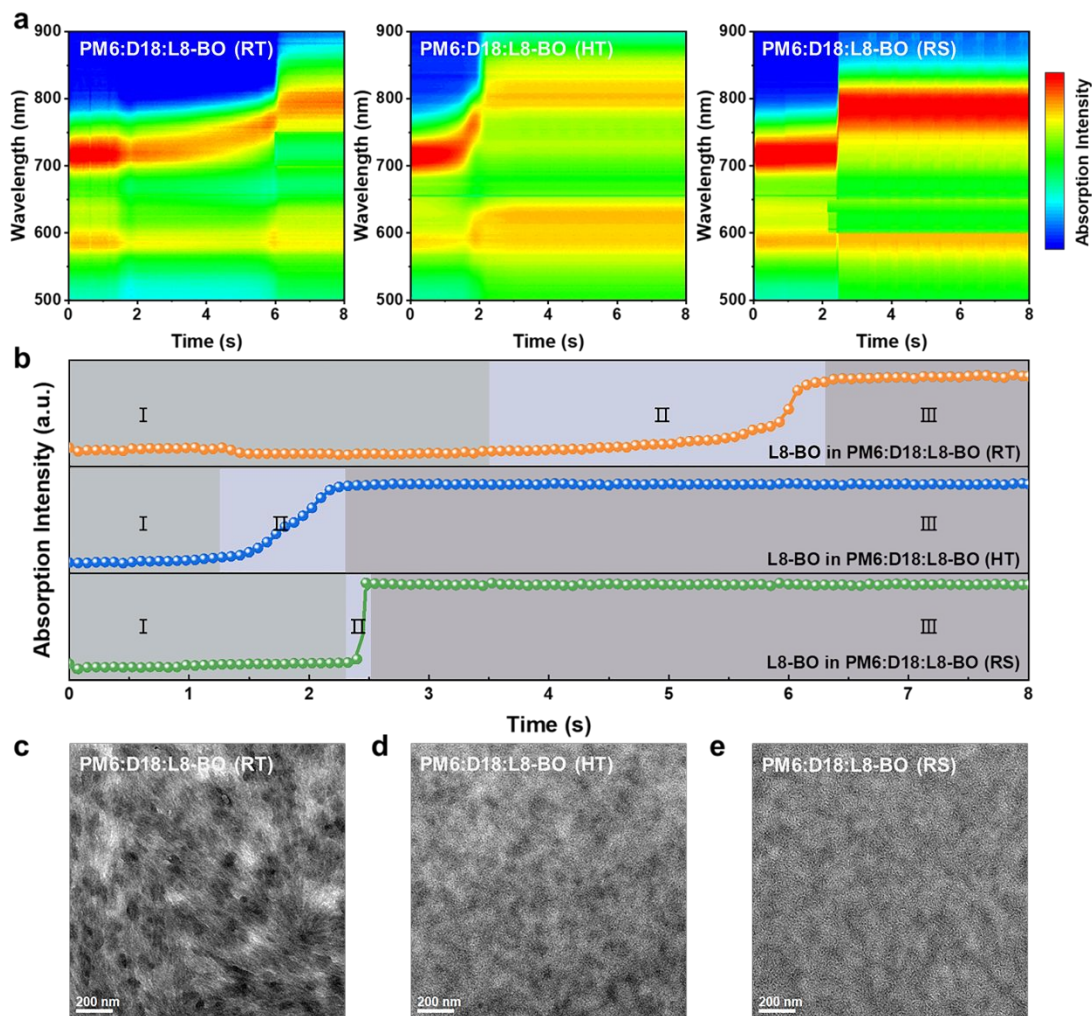 a
PM6:D18:L8-BO (RT)
PM6:D18:L8-BO (HT)
PM6:D18:L8-BO (RS)
Wavelength (nm)
900
800
700
600
500
0 2 4 6 8
Time (s)
Wavelength (nm)
900
800
700
600
500
0 2 4 6 8
Time (s)
Wavelength (nm)
900
800
700
600
500
0 2 4 6 8
Time (s)
Absorption Intensity
b
Absorption Intensity (a.u.)
I II III
L8-BO in PM6:D18:L8-BO (RT)
I II III
L8-BO in PM6:D18:L8-BO (HT)
I II III
L8-BO in PM6:D18:L8-BO (RS)
0 1 2 3 4 5 6 7 8
Time (s)
c
PM6:D18:L8-BO (RT)
200 nm
d
PM6:D18:L8-BO (HT)
200 nm
e
PM6:D18:L8-BO (RS)
200 nm